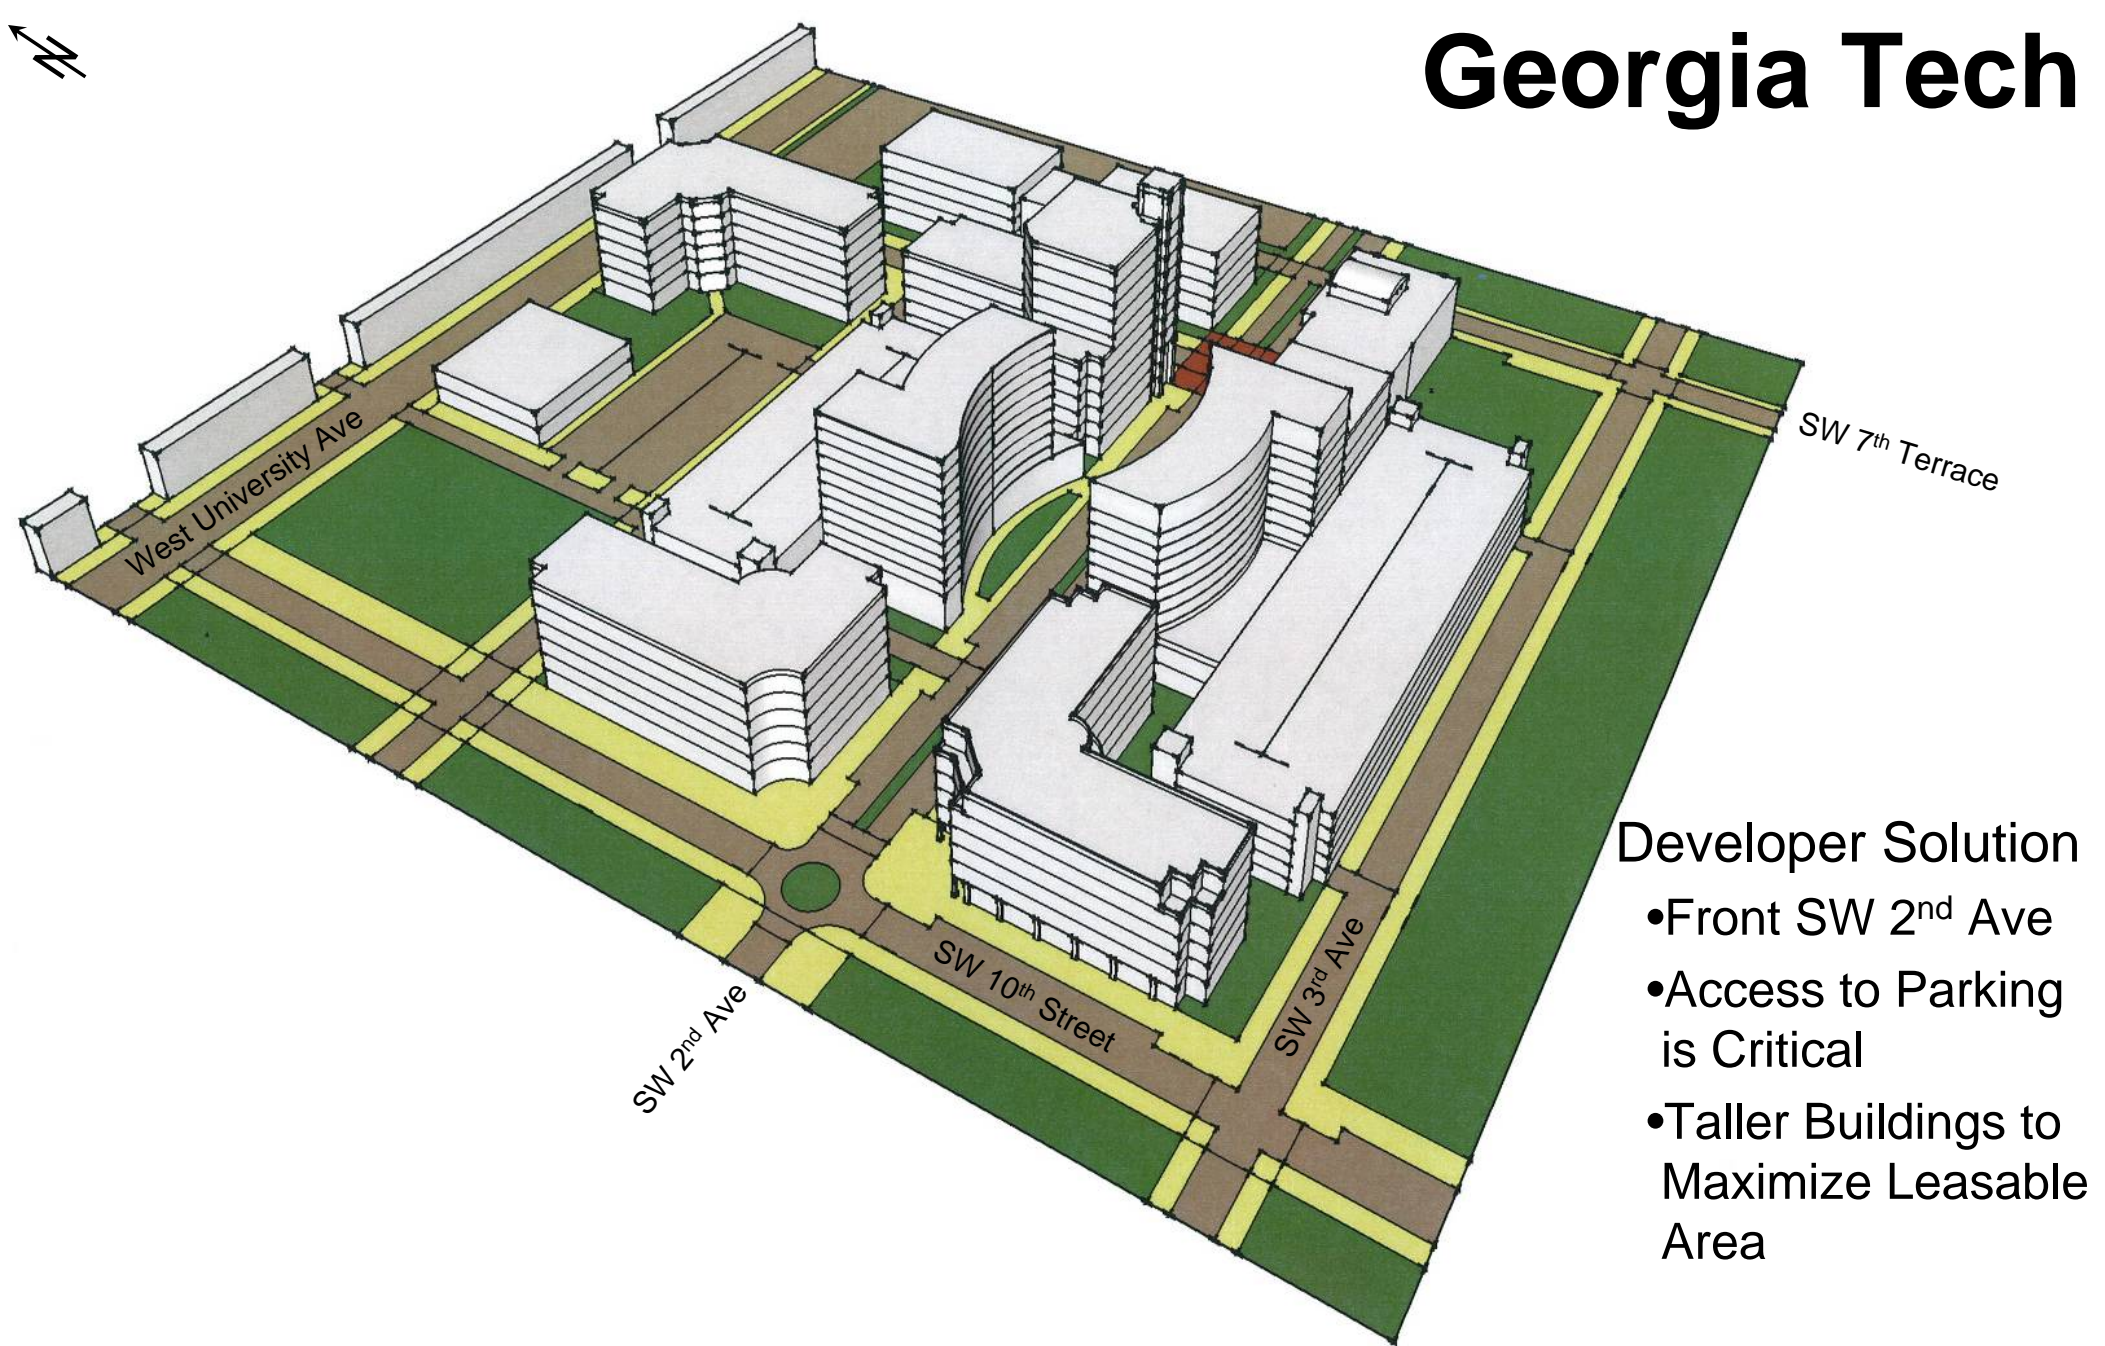 N
Georgia Tech
West University Ave
SW 7th Terrace
SW 2nd Ave
SW 10th Street
SW 3rd Ave
Developer Solution
•Front SW 2nd Ave
•Access to Parking
is Critical
•Taller Buildings to
Maximize Leasable
Area